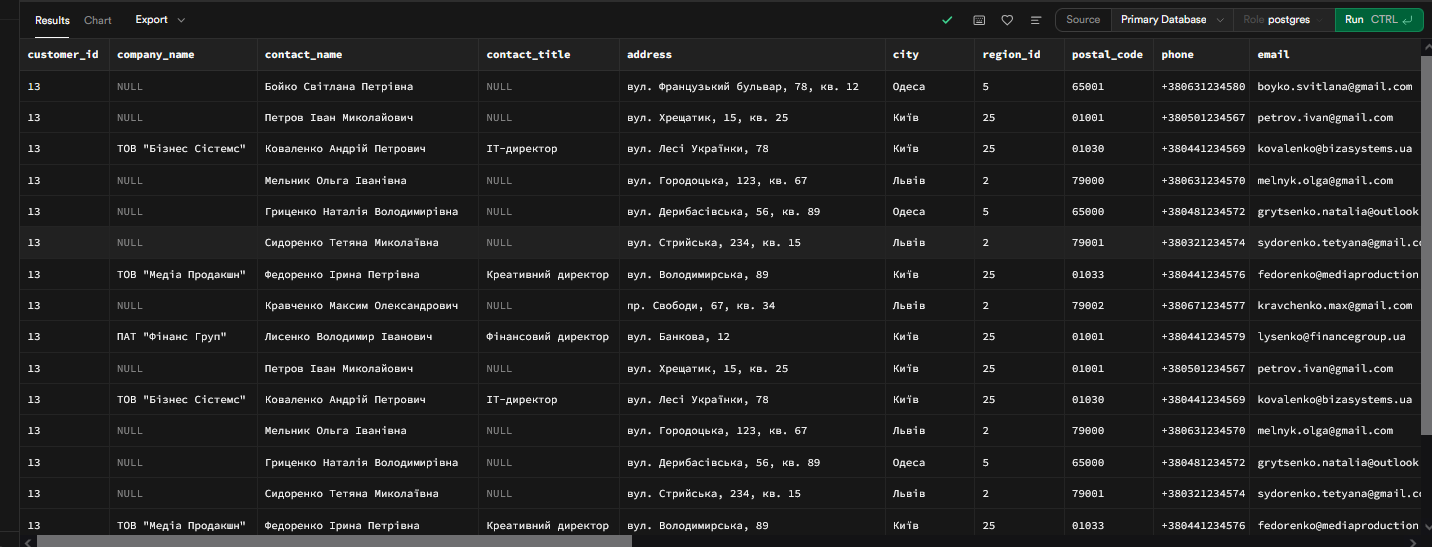 Results Chart Export Source Primary Database Role postgres Run CTRL
customer_id company_name contact_name contact_title address city region_id postal_code phone email
13 NULL Бойко Світлана Петрівна NULL вул. Французький бульвар, 78, кв. 12 Одеса 5 65001 +380631234580 boyko.svitlana@gmail.com
13 NULL Петров Іван Миколайович NULL вул. Хрещатик, 15, кв. 25 Київ 25 01001 +380501234567 petrov.ivan@gmail.com
13 ТОВ "Бізнес Сістемс" Коваленко Андрій Петрович ІТ-директор вул. Лесі Українки, 78 Київ 25 01030 +380441234569 kovalenko@bizasystems.ua
13 NULL Мельник Ольга Іванівна NULL вул. Городоцька, 123, кв. 67 Львів 2 79000 +380631234570 melnyk.olga@gmail.com
13 NULL Гриценко Наталія Володимирівна NULL вул. Дерибасівська, 56, кв. 89 Одеса 5 65000 +380481234572 grytsenko.natalia@outlook
13 NULL Сидоренко Тетяна Миколаївна NULL вул. Стрийська, 234, кв. 15 Львів 2 79001 +380321234574 sydorenko.tetyana@gmail.co
13 ТОВ "Медіа Продакшн" Федоренко Ірина Петрівна Креативний директор вул. Володимирська, 89 Київ 25 01033 +380441234576 fedorenko@mediaproduction
13 NULL Кравченко Максим Олександрович NULL пр. Свободи, 67, кв. 34 Львів 2 79002 +380671234577 kravchenko.max@gmail.com
13 ПАТ "Фінанс Груп" Лисенко Володимир Іванович Фінансовий директор вул. Банкова, 12 Київ 25 01001 +380441234579 lysenko@financegroup.ua
13 NULL Петров Іван Миколайович NULL вул. Хрещатик, 15, кв. 25 Київ 25 01001 +380501234567 petrov.ivan@gmail.com
13 ТОВ "Бізнес Сістемс" Коваленко Андрій Петрович ІТ-директор вул. Лесі Українки, 78 Київ 25 01030 +380441234569 kovalenko@bizasystems.ua
13 NULL Мельник Ольга Іванівна NULL вул. Городоцька, 123, кв. 67 Львів 2 79000 +380631234570 melnyk.olga@gmail.com
13 NULL Гриценко Наталія Володимирівна NULL вул. Дерибасівська, 56, кв. 89 Одеса 5 65000 +380481234572 grytsenko.natalia@outlook
13 NULL Сидоренко Тетяна Миколаївна NULL вул. Стрийська, 234, кв. 15 Львів 2 79001 +380321234574 sydorenko.tetyana@gmail.co
13 ТОВ "Медіа Продакшн" Федоренко Ірина Петрівна Креативний директор вул. Володимирська, 89 Київ 25 01033 +380441234576 fedorenko@mediaproduction